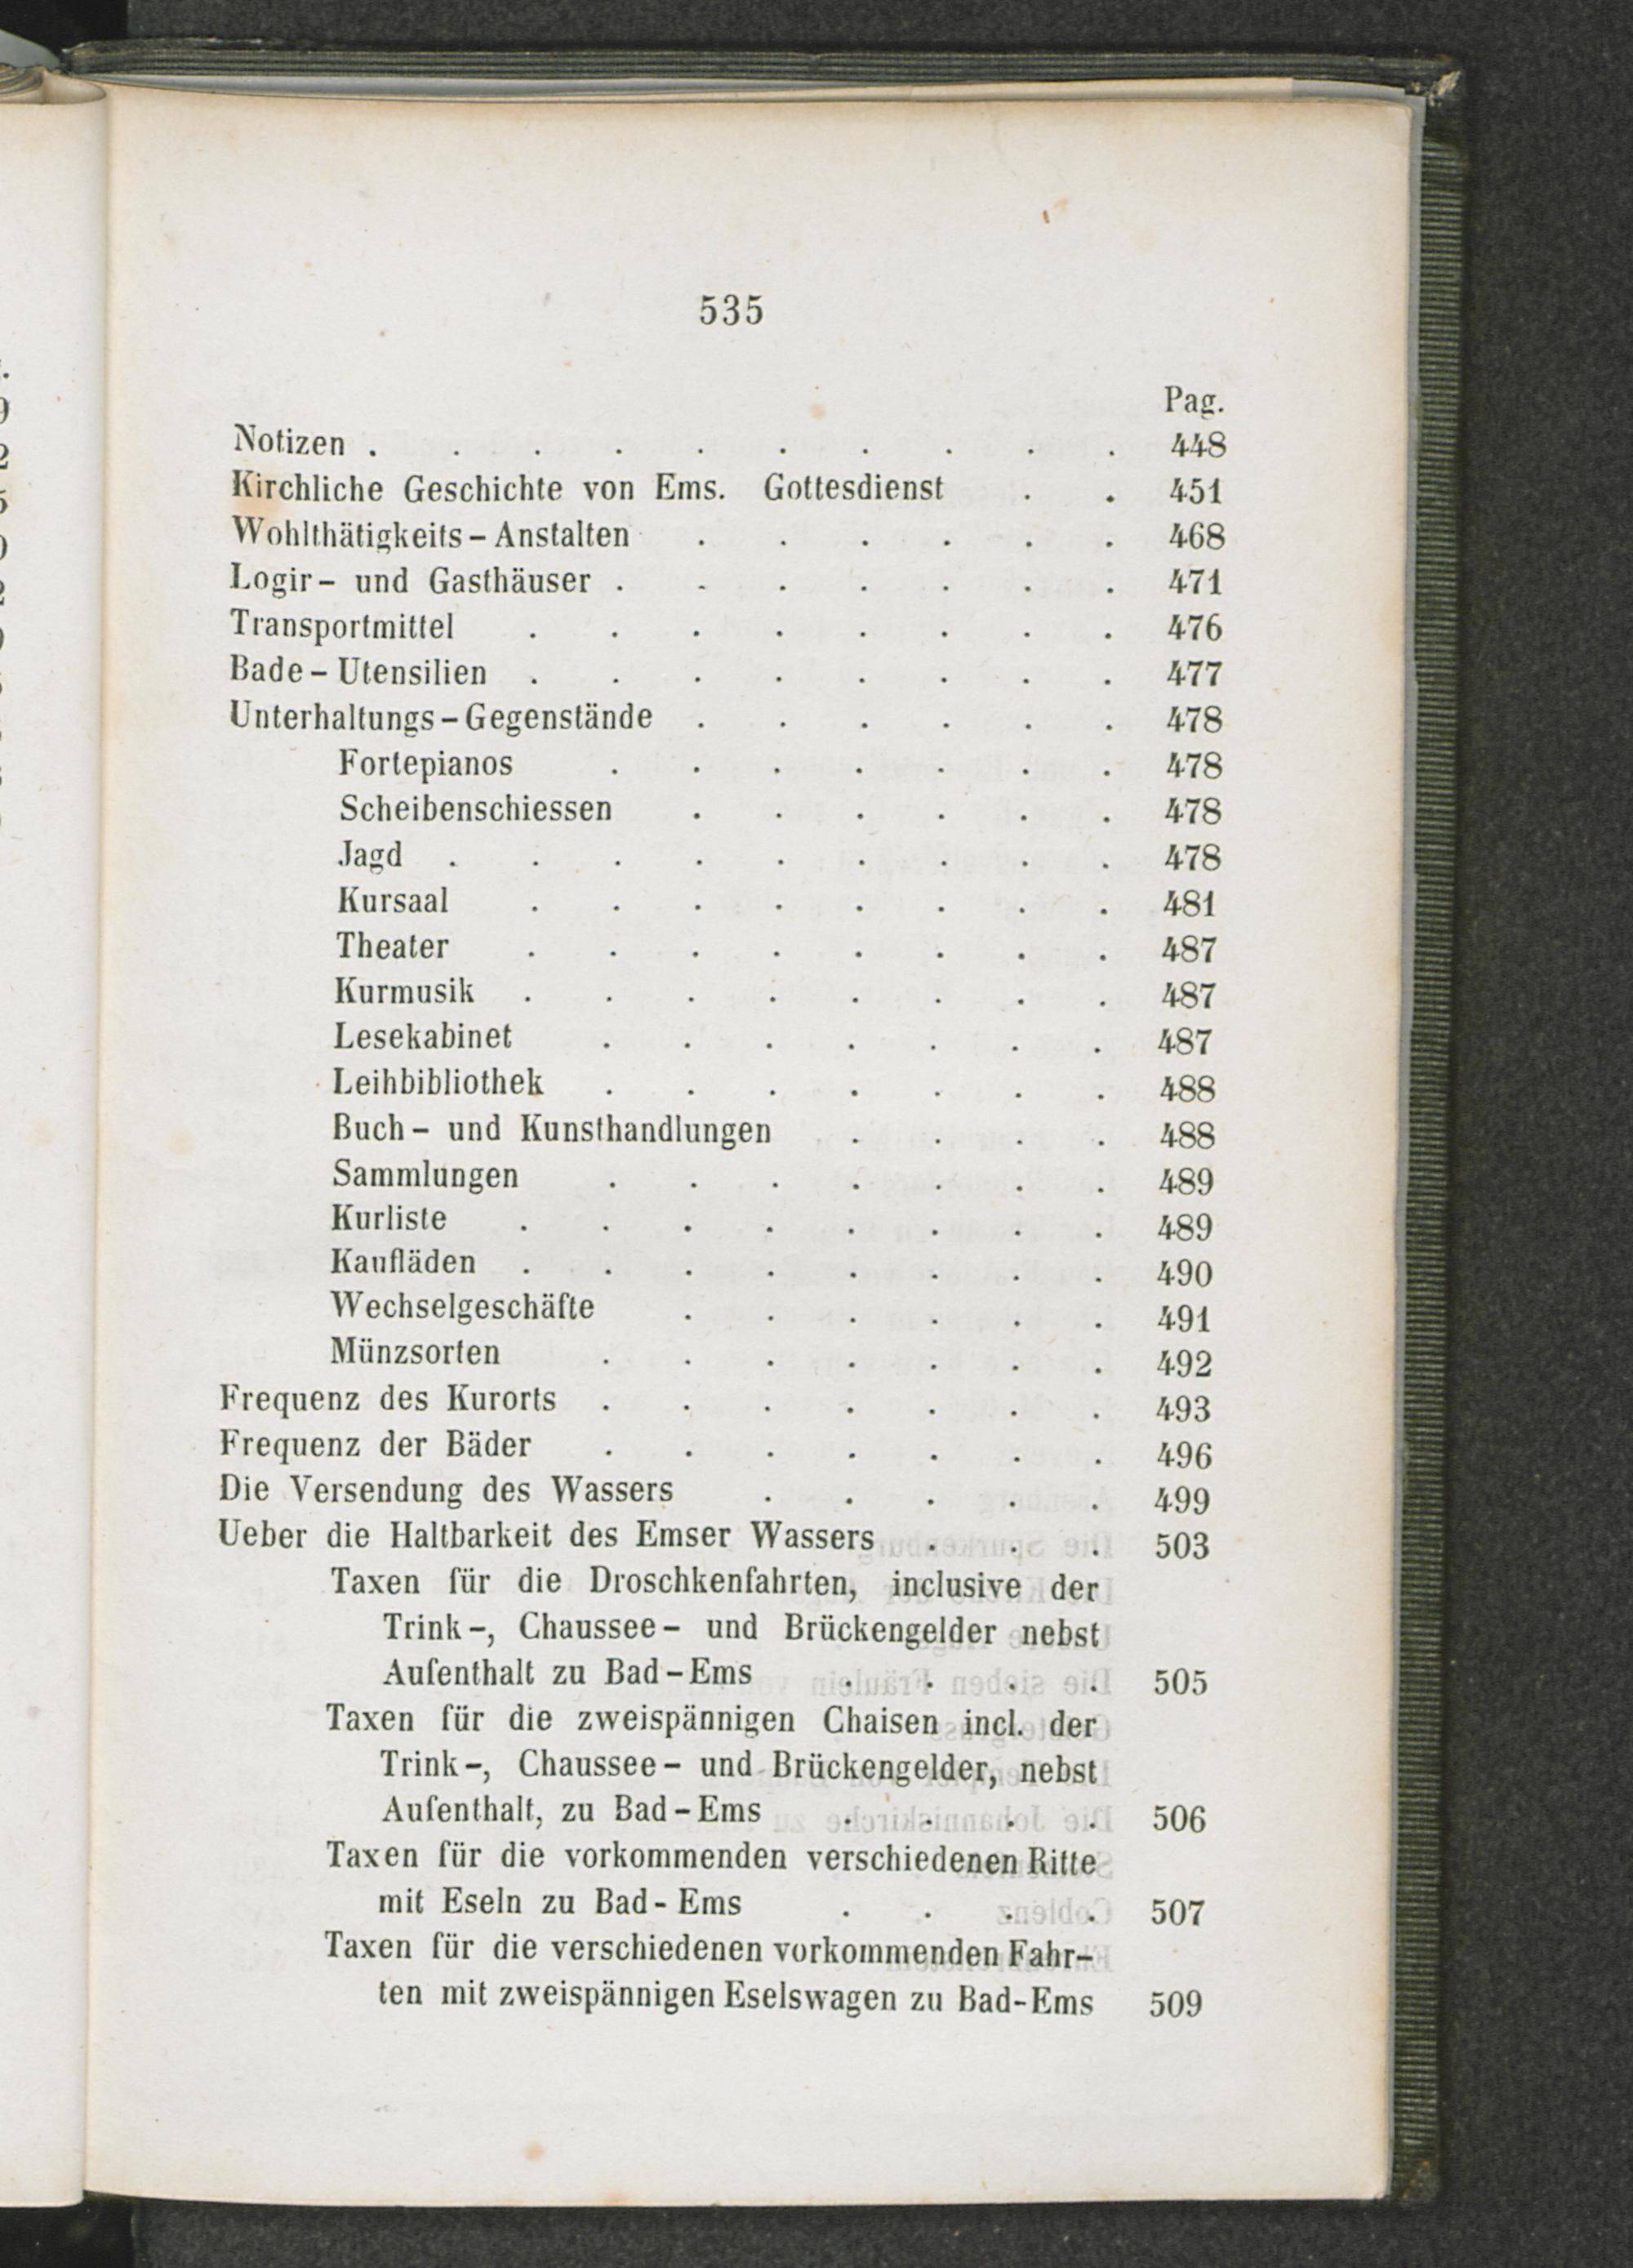 535
Pag.
Notizen . . . . . . . . . . 448
Kirchliche Geschichte von Ems. Gottesdienst . . 451
Wohlthätigkeits-Anstalten . . . . . . 468
Logir- und Gasthäuser . . . . . . . 471
Transportmittel . . . . . . . . 476
Bade-Utensilien . . . . . . . . 477
Unterhaltungs-Gegenstände . . . . . . 478
Fortepianos . . . . . . . 478
Scheibenschiessen . . . . . . 478
Jagd . . . . . . . . . 478
Kursaal . . . . . . . . 481
Theater . . . . . . . . 487
Kurmusik . . . . . . . . 487
Lesekabinet . . . . . . . 487
Leihbibliothek . . . . . . . 488
Buch- und Kunsthandlungen . . . . . 488
Sammlungen . . . . . . . 489
Kurliste . . . . . . . . 489
Kaufläden . . . . . . . . 490
Wechselgeschäfte . . . . . . 491
Münzsorten . . . . . . . 492
Frequenz des Kurorts . . . . . . . 493
Frequenz der Bäder . . . . . . . 496
Die Versendung des Wassers . . . . . 499
Ueber die Haltbarkeit des Emser Wassers . . . 503
Taxen für die Droschkenfahrten, inclusive der
Trink-, Chaussee- und Brückengelder nebst
Aufenthalt zu Bad-Ems . . . . 505
Taxen für die zweispännigen Chaisen incl. der
Trink-, Chaussee- und Brückengelder, nebst
Aufenthalt, zu Bad-Ems . . . . 506
Taxen für die vorkommenden verschiedenen Ritte
mit Eseln zu Bad-Ems . . . . 507
Taxen für die verschiedenen vorkommenden Fahr-
ten mit zweispännigen Eselswagen zu Bad-Ems 509